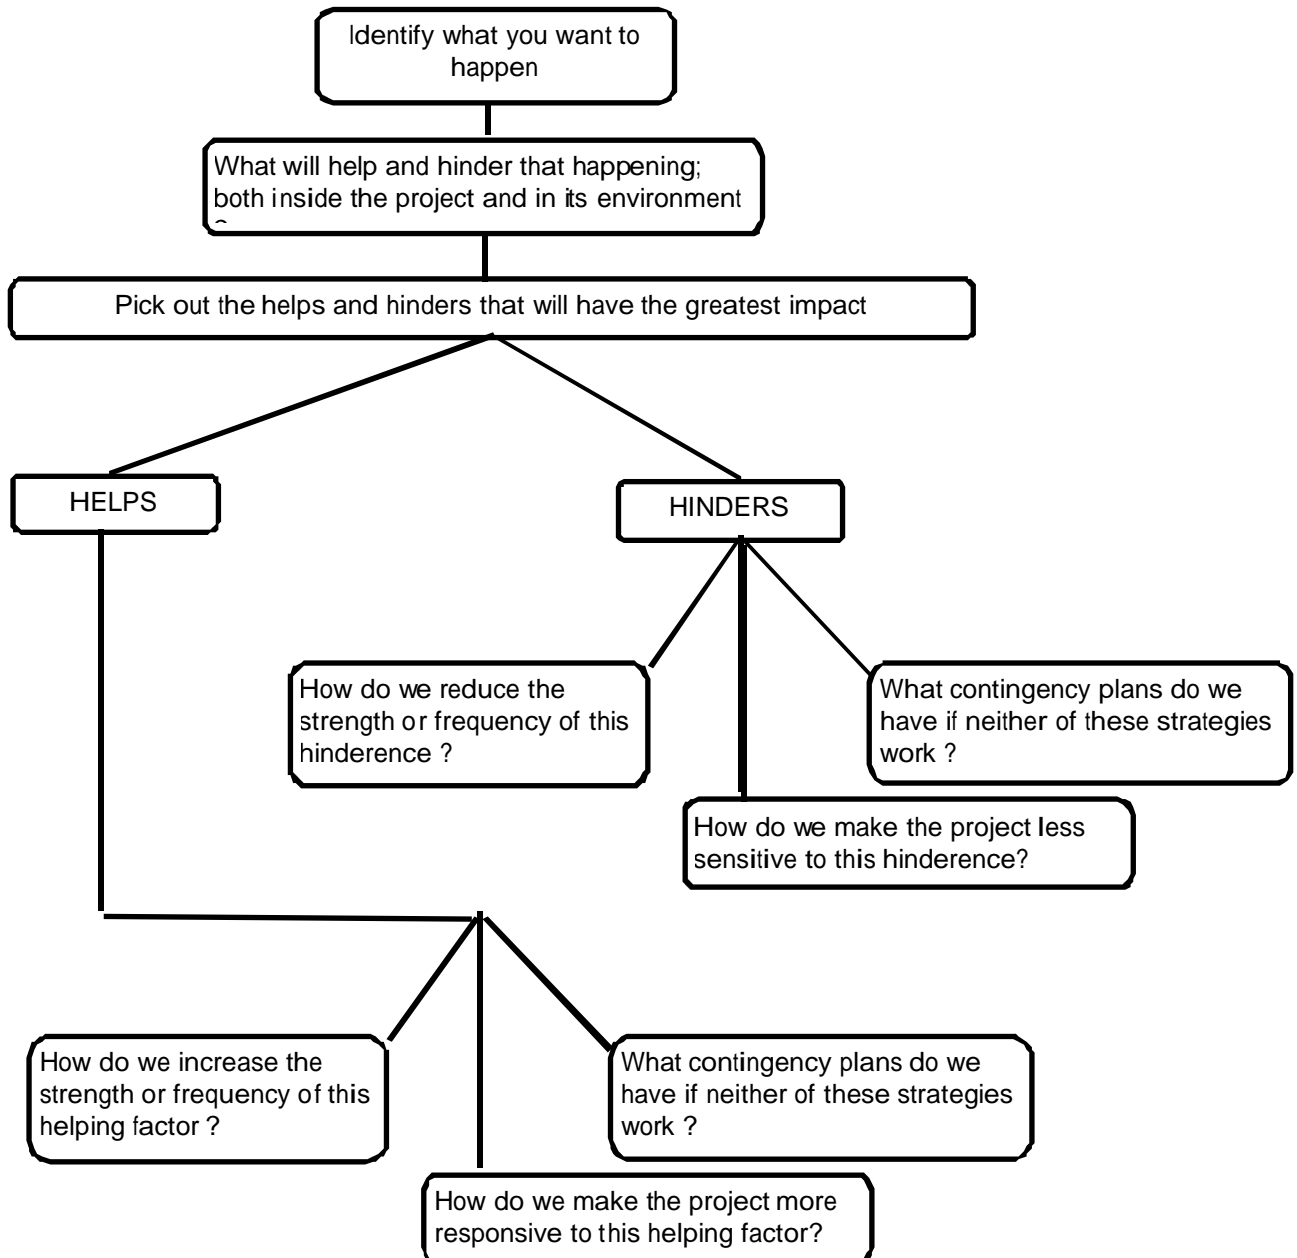 Identify what you want to
happen
What will help and hinder that happening;
both inside the project and in its environment
?
Pick out the helps and hinders that will have the greatest impact
HELPS
HINDERS
How do we reduce the
strength or frequency of this
hinderence ?
What contingency plans do we
have if neither of these strategies
work ?
How do we make the project less
sensitive to this hinderence?
How do we increase the
strength or frequency of this
helping factor ?
What contingency plans do we
have if neither of these strategies
work ?
How do we make the project more
responsive to this helping factor?